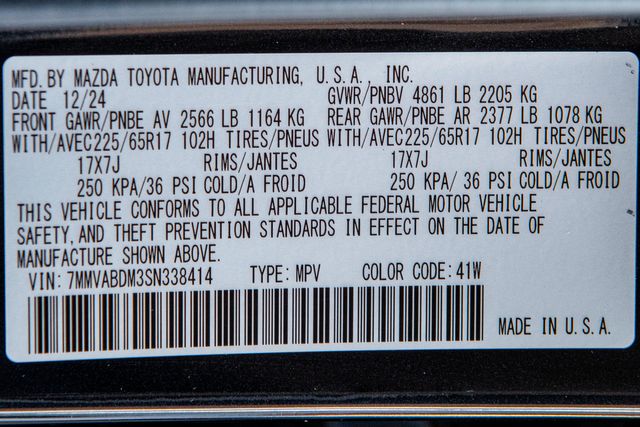 MFD. BY MAZDA TOYOTA MANUFACTURING, U.S.A., INC.
DATE 12/24 GVWR/PNBV 4861 LB 2205 KG
FRONT GAWR/PNBE AV 2566 LB 1164 KG REAR GAWR/PNBE AR 2377 LB 1078 KG
WITH/AVEC225/65R17 102H TIRES/PNEUS WITH/AVEC225/65R17 102H TIRES/PNEUS
17X7J RIMS/JANTES 17X7J RIMS/JANTES
250 KPA/36 PSI COLD/A FROID 250 KPA/ 36 PSI COLD/A FROID
THIS VEHICLE CONFORMS TO ALL APPLICABLE FEDERAL MOTOR VEHICLE
SAFETY, AND THEFT PREVENTION STANDARDS IN EFFECT ON THE DATE OF
MANUFACTURE SHOWN ABOVE.
VIN: 7MMVABDM3SN338414 TYPE: MPV COLOR CODE: 41W
MADE IN U.S.A.